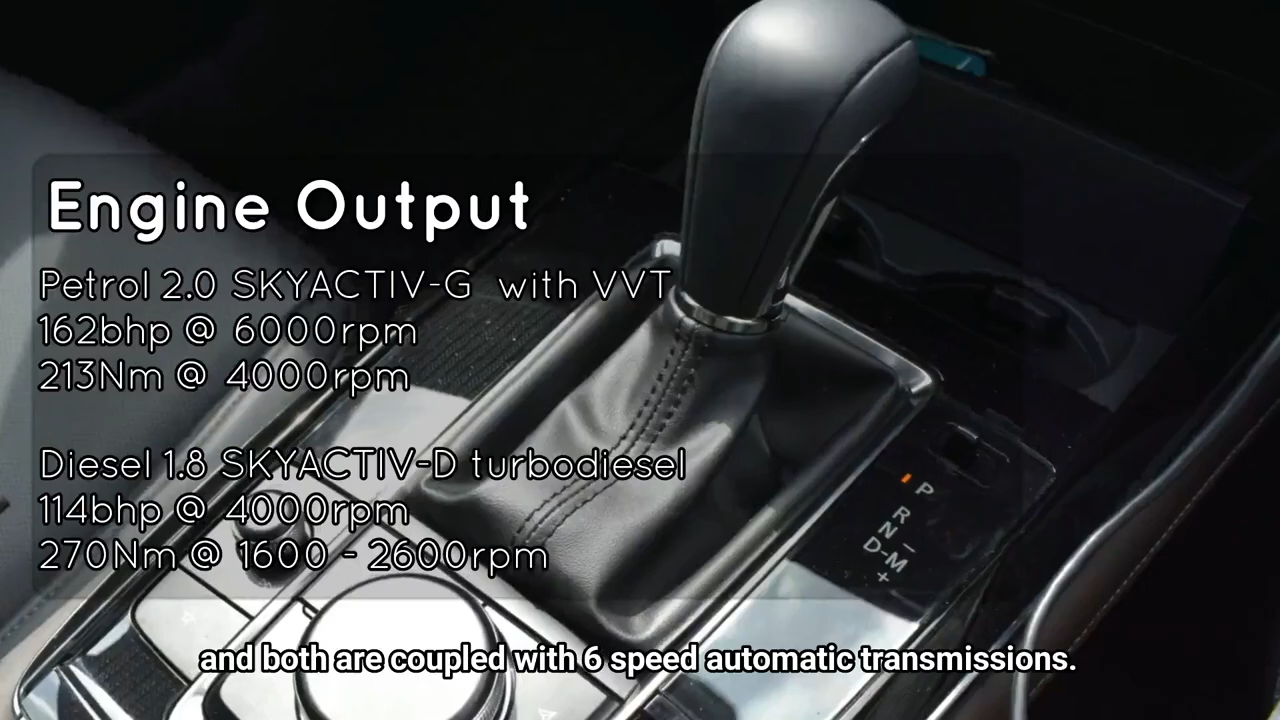 Engine Output
Petrol 2.0 SKYACTIV-G with VVT
162bhp @ 6000rpm
213Nm @ 4000rpm
Diesel 1.8 SKYACTIV-D turbodiesel
114bhp @ 4000rpm
270Nm @ 1600 - 2600rpm
P
R
N –
D-M
+
and both are coupled with 6 speed automatic transmissions.